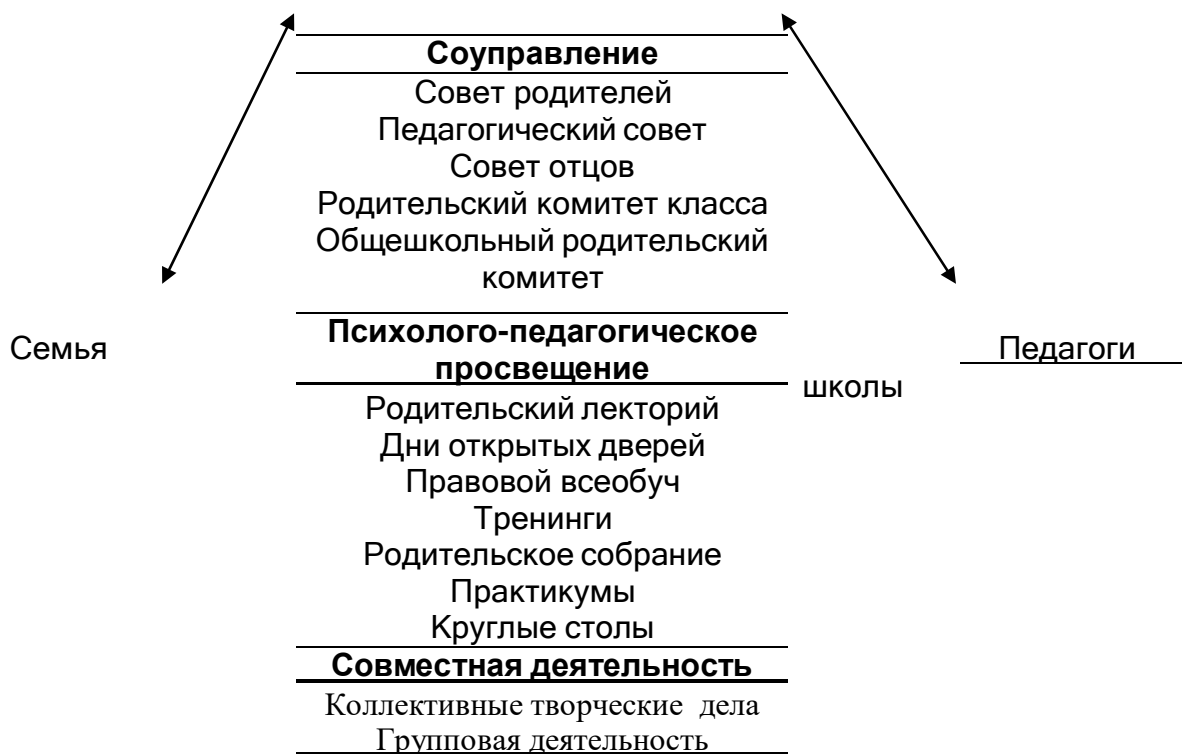 Соуправление
Совет родителей
Педагогический совет
Совет отцов
Родительский комитет класса
Общешкольный родительский
комитет
Семья
Психолого-педагогическое
просвещение
Педагоги
школы
Родительский лекторий
Дни открытых дверей
Правовой всеобуч
Тренинги
Родительское собрание
Практикумы
Круглые столы
Совместная деятельность
Коллективные творческие дела
Групповая деятельность